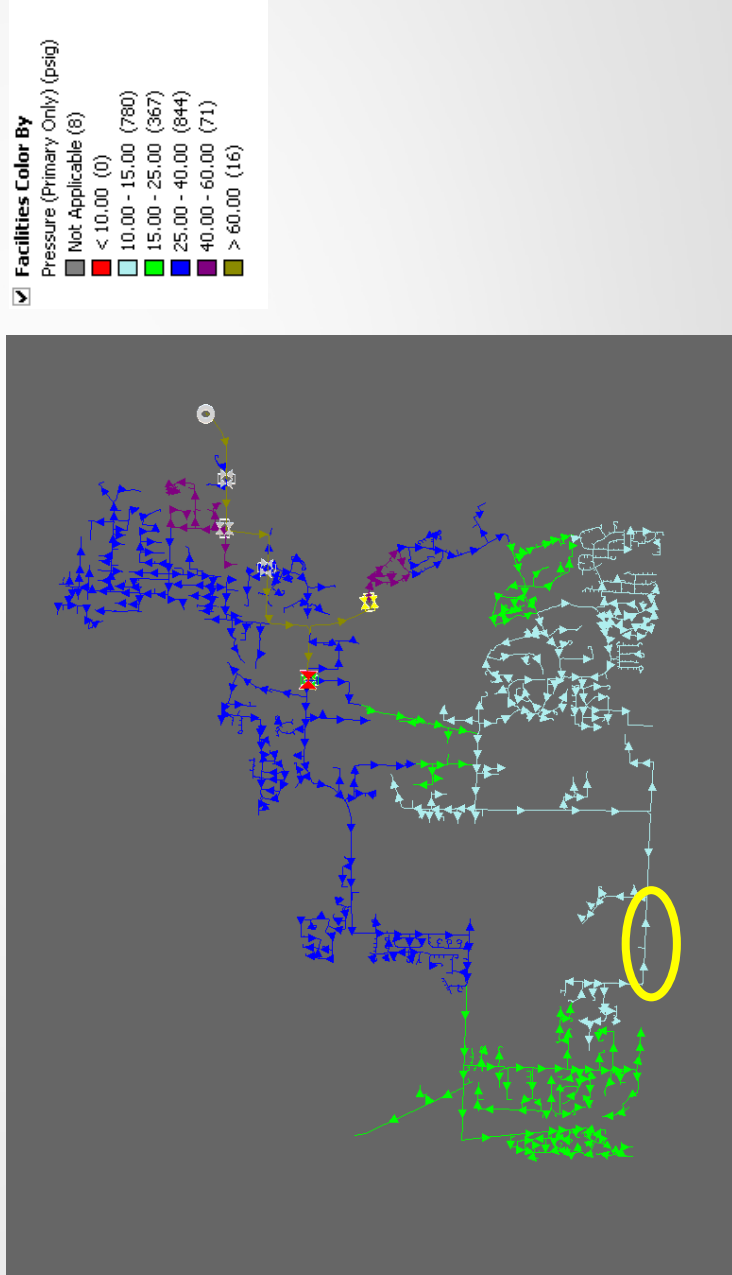 Facilities Color By
Pressure (Primary Only) (psig)
Not Applicable (8)
< 10.00 (0)
10.00 - 15.00 (780)
15.00 - 25.00 (367)
25.00 - 40.00 (844)
40.00 - 60.00 (71)
> 60.00 (16)